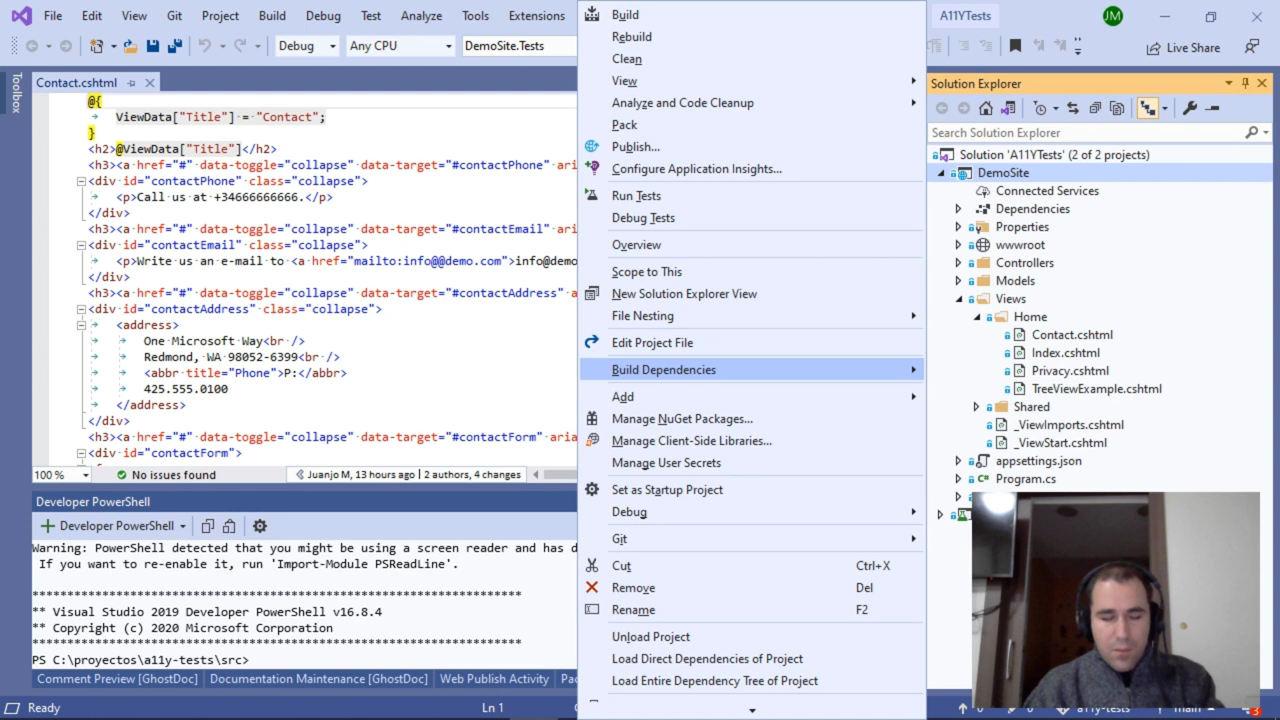 File Edit View Git Project Build Debug Test Analyze Tools Extensions
A11YTests
JM
Debug Any CPU DemoSite.Tests
Live Share
Toolbox
Contact.cshtml
@{
ViewData["Title"] = "Contact";
}
<h2>@ViewData["Title"]</h2>
<h3><a href="#" data-toggle="collapse" data-target="#contactPhone" ari
<div id="contactPhone" class="collapse">
<p>Call us at +34666666666.</p>
</div>
<h3><a href="#" data-toggle="collapse" data-target="#contactEmail" ari
<div id="contactEmail" class="collapse">
<p>Write us an e-mail to <a href="mailto:info@@demo.com">info@demo
</div>
<h3><a href="#" data-toggle="collapse" data-target="#contactAddress" a
<div id="contactAddress" class="collapse">
<address>
One Microsoft Way<br />
Redmond, WA 98052-6399<br />
<abbr title="Phone">P:</abbr>
425.555.0100
</address>
</div>
<h3><a href="#" data-toggle="collapse" data-target="#contactForm" aria
<div id="contactForm">
100 %
No issues found
Juanjo M, 13 hours ago | 2 authors, 4 changes
Developer PowerShell
Developer PowerShell
Warning: PowerShell detected that you might be using a screen reader and has d
If you want to re-enable it, run 'Import-Module PSReadLine'.
**********************************************************************
** Visual Studio 2019 Developer PowerShell v16.8.4
** Copyright (c) 2020 Microsoft Corporation
**********************************************************************
PS C:\proyectos\a11y-tests\src>
Comment Preview [GhostDoc] Documentation Maintenance [GhostDoc] Web Publish Activity Pac
Ready
Ln 1
Build
Rebuild
Clean
View
Analyze and Code Cleanup
Pack
Publish...
Configure Application Insights...
Run Tests
Debug Tests
Overview
Scope to This
New Solution Explorer View
File Nesting
Edit Project File
Build Dependencies
Add
Manage NuGet Packages...
Manage Client-Side Libraries...
Manage User Secrets
Set as Startup Project
Debug
Git
Cut Ctrl+X
Remove Del
Rename F2
Unload Project
Load Direct Dependencies of Project
Load Entire Dependency Tree of Project
Solution Explorer
Search Solution Explorer
Solution 'A11YTests' (2 of 2 projects)
DemoSite
Connected Services
Dependencies
Properties
wwwroot
Controllers
Models
Views
Home
Contact.cshtml
Index.cshtml
Privacy.cshtml
TreeViewExample.cshtml
Shared
_ViewImports.cshtml
_ViewStart.cshtml
appsettings.json
C# Program.cs
a11y-tests main 3